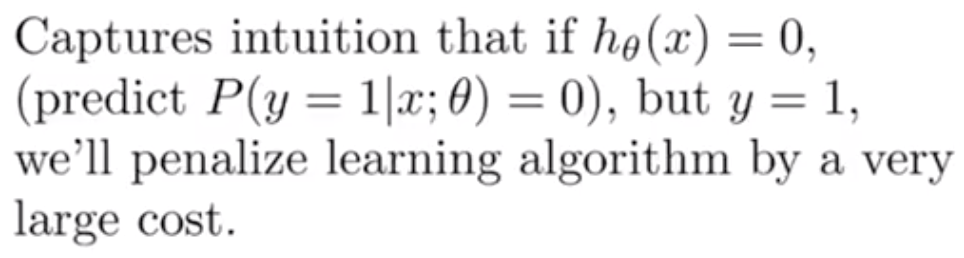 Captures intuition that if hθ(x) = 0,
(predict P(y = 1|x; θ) = 0), but y = 1,
we'll penalize learning algorithm by a very
large cost.